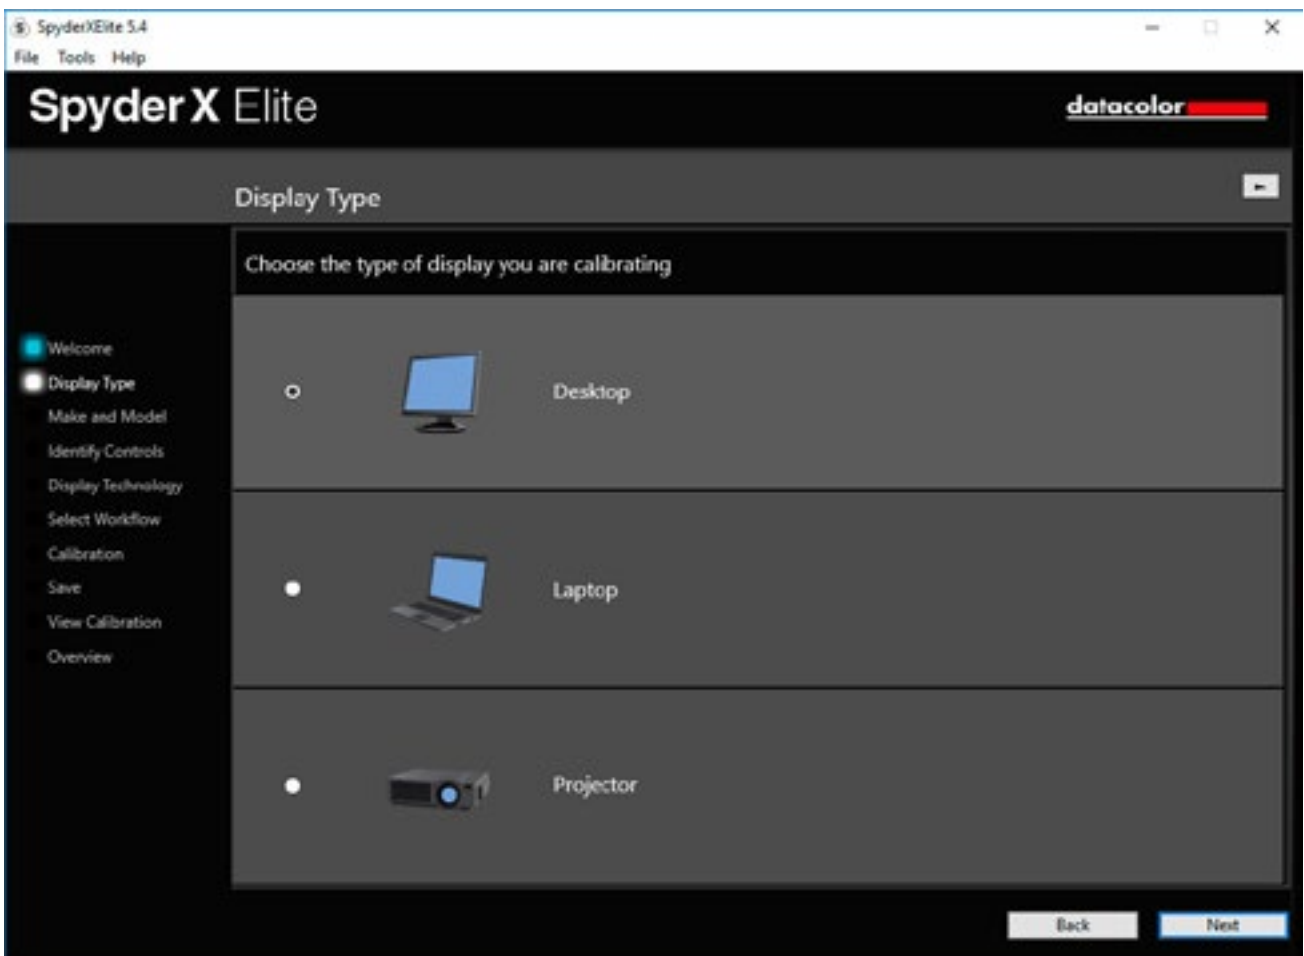 SpyderXElite 5.4
File Tools Help
SpyderX Elite
datacolor
Display Type
Choose the type of display you are calibrating
Welcome
Display Type
Make and Model
Identify Controls
Display Technology
Select Workflow
Calibration
Save
View Calibration
Overview
Desktop
Laptop
Projector
Back Next